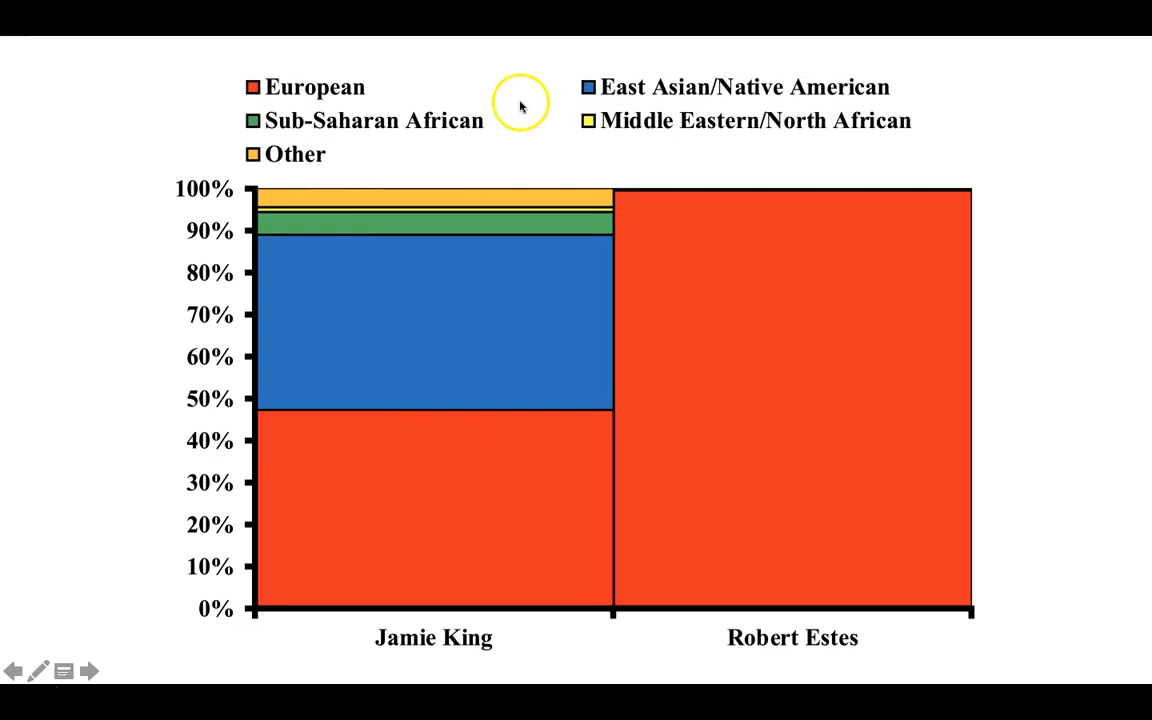 European East Asian/Native American
Sub-Saharan African Middle Eastern/North African
Other
100%
90%
80%
70%
60%
50%
40%
30%
20%
10%
0%
Jamie King Robert Estes